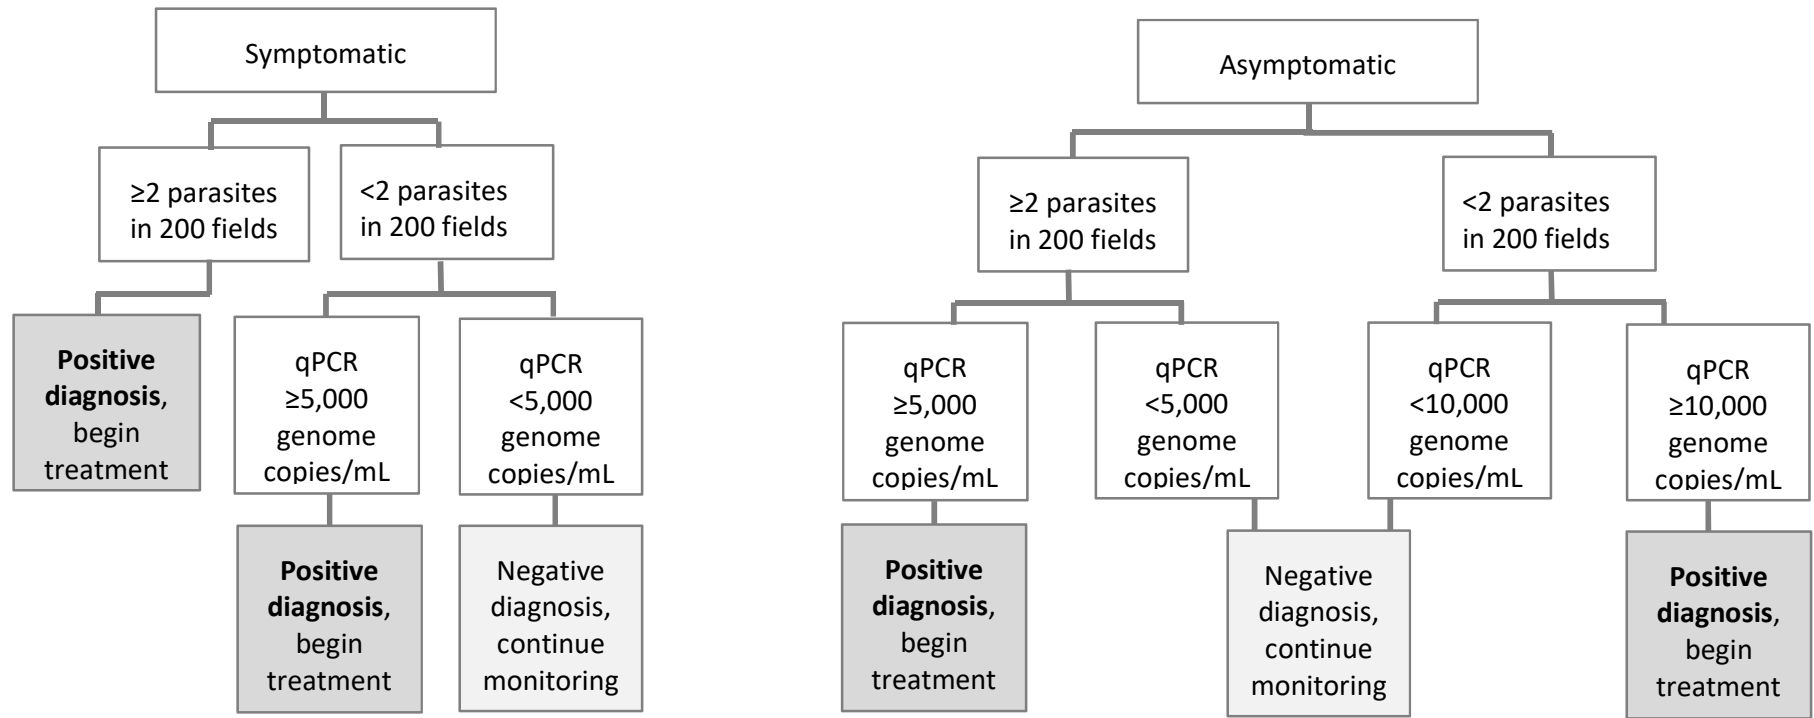 Symptomatic
≥2 parasites
in 200 fields
<2 parasites
in 200 fields
Positive
diagnosis,
begin
treatment
qPCR
≥5,000
genome
copies/mL
qPCR
<5,000
genome
copies/mL
Positive
diagnosis,
begin
treatment
Negative
diagnosis,
continue
monitoring
Asymptomatic
≥2 parasites
in 200 fields
<2 parasites
in 200 fields
qPCR
≥5,000
genome
copies/mL
qPCR
<5,000
genome
copies/mL
qPCR
<10,000
genome
copies/mL
qPCR
≥10,000
genome
copies/mL
Positive
diagnosis,
begin
treatment
Negative
diagnosis,
continue
monitoring
Positive
diagnosis,
begin
treatment